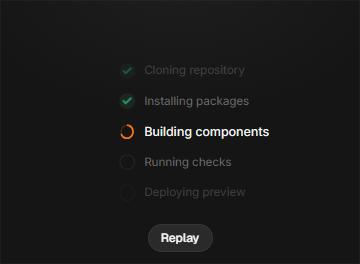 Cloning repository
Installing packages
Building components
Running checks
Deploying preview
Replay